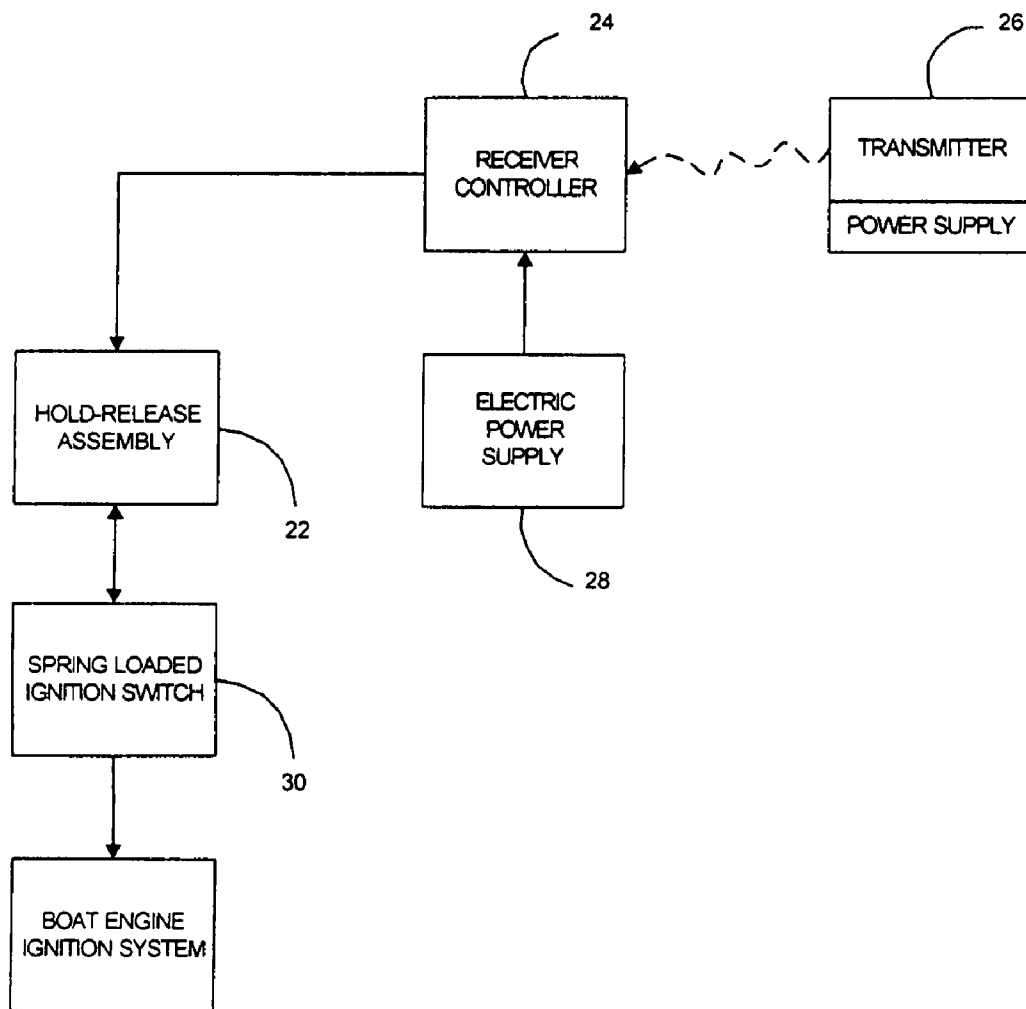 24
26
RECEIVER
CONTROLLER
TRANSMITTER
POWER SUPPLY
HOLD-RELEASE
ASSEMBLY
22
ELECTRIC
POWER
SUPPLY
28
SPRING LOADED
IGNITION SWITCH
30
BOAT ENGINE
IGNITION SYSTEM